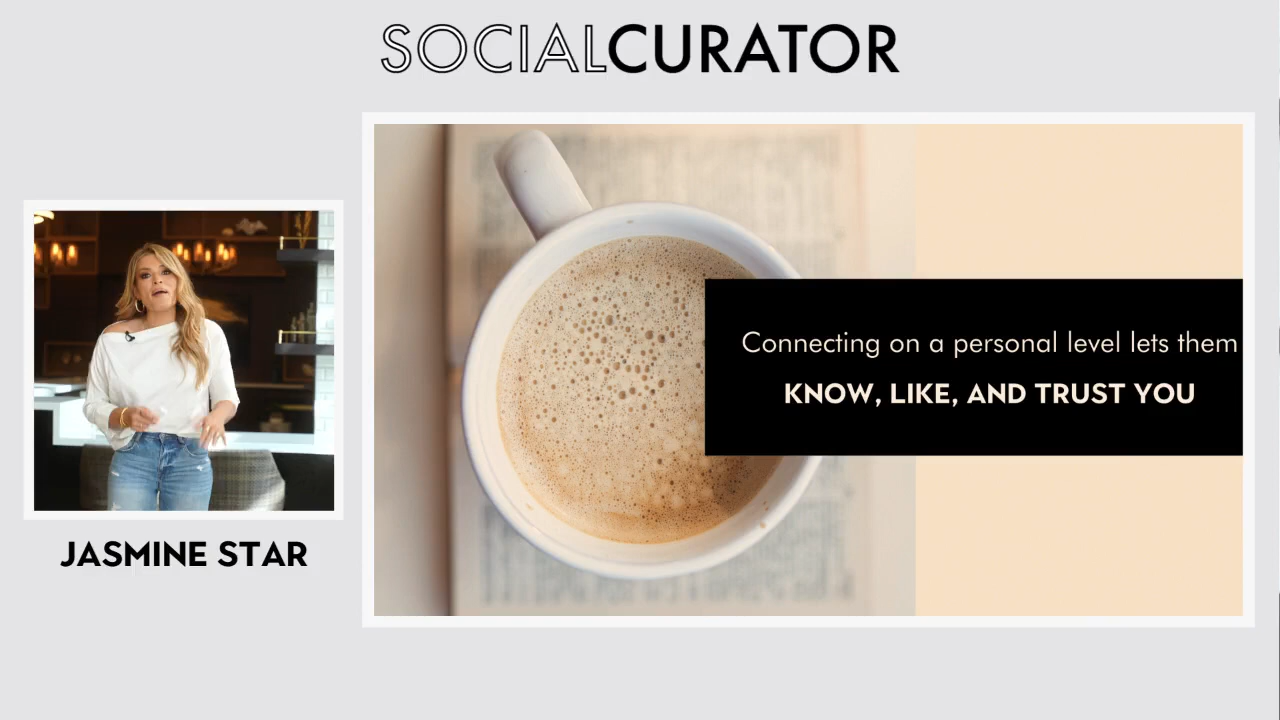 SOCIALCURATOR
Connecting on a personal level lets them
KNOW, LIKE, AND TRUST YOU
JASMINE STAR